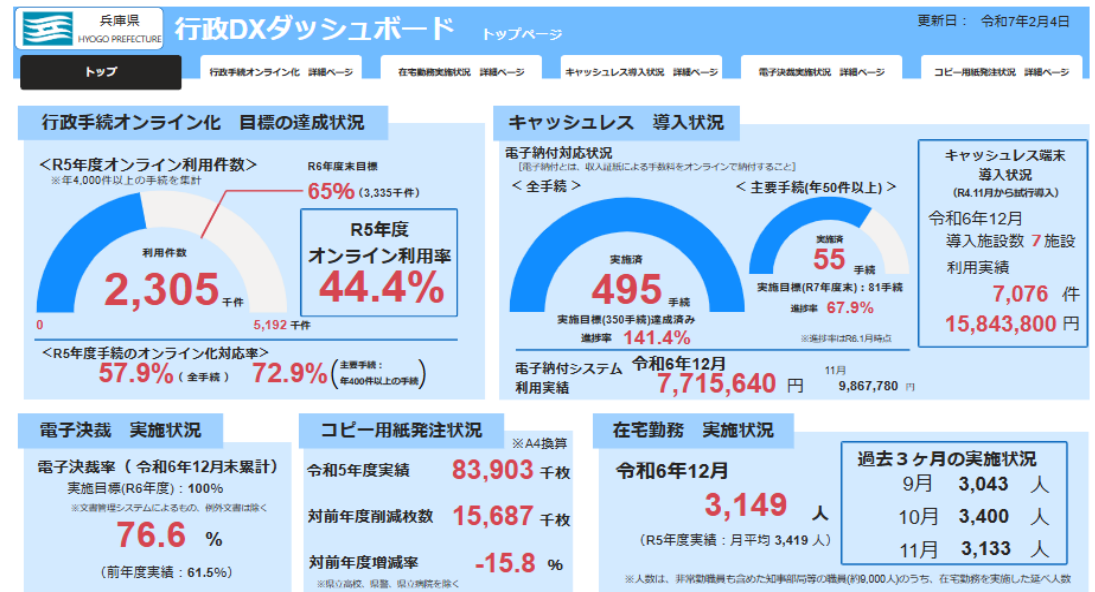 兵庫県
HYOGO PREFECTURE
行政DXダッシュボード トップページ
更新日： 令和7年2月4日
トップ
行政手続オンライン化 詳細ページ
在宅勤務実施状況 詳細ページ
キャッシュレス導入状況 詳細ページ
電子決裁実施状況 詳細ページ
コピー用紙発注状況 詳細ページ
行政手続オンライン化 目標の達成状況
＜R5年度オンライン利用件数＞
※年4,000件以上の手続を集計
R6年度末目標
65% (3,335千件)
利用件数
2,305 千件
0
5,192 千件
R5年度
オンライン利用率
44.4%
＜R5年度手続のオンライン化対応率＞
57.9% ( 全手続 ) 72.9% (主要手続：
年400件以上の手続)
キャッシュレス 導入状況
電子納付対応状況
[電子納付とは、収入証紙による手数料をオンラインで納付すること]
＜ 全手続 ＞
実施済
495 手続
実施目標(350手続)達成済み
進捗率 141.4%
＜ 主要手続(年50件以上) ＞
実施済
55 手続
実施目標(R7年度末)：81手続
進捗率 67.9%
※進捗率はR6.1月時点
電子納付システム
利用実績
令和6年12月
7,715,640 円
11月
9,867,780 円
キャッシュレス端末
導入状況
(R4.11月から試行導入)
令和6年12月
導入施設数 7施設
利用実績
7,076 件
15,843,800 円
電子決裁 実施状況
電子決裁率（ 令和6年12月末累計）
実施目標(R6年度)：100%
※文書管理システムによるもの、例外文書は除く
76.6 %
(前年度実績：61.5%)
コピー用紙発注状況
※A4換算
令和5年度実績 83,903 千枚
対前年度削減枚数 15,687 千枚
対前年度増減率 -15.8 %
※県立高校、県警、県立病院を除く
在宅勤務 実施状況
令和6年12月
3,149 人
(R5年度実績：月平均 3,419 人)
過去３ヶ月の実施状況
9月 3,043 人
10月 3,400 人
11月 3,133 人
※人数は、非常勤職員も含めた知事部局等の職員(約9,000人)のうち、在宅勤務を実施した延べ人数